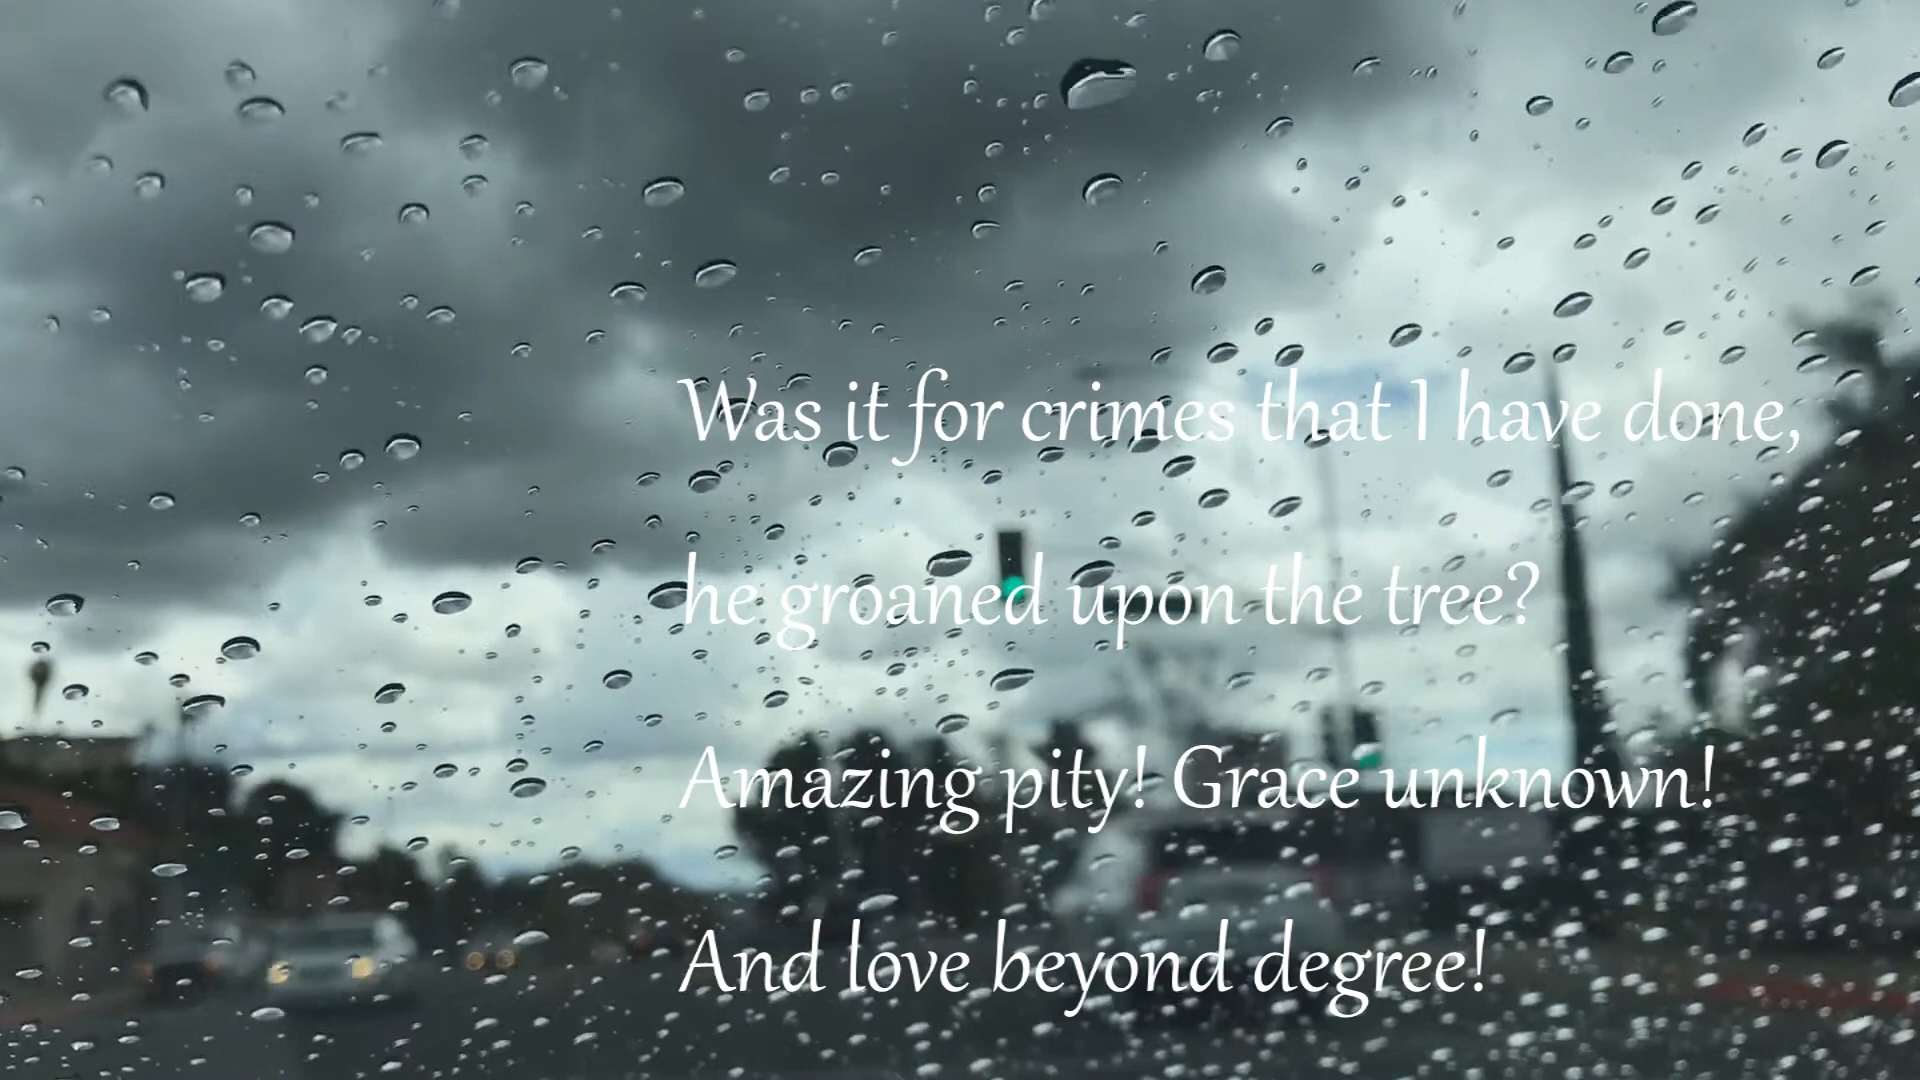 Was it for crimes that I have done,
he groaned upon the tree?
Amazing pity! Grace unknown!
And love beyond degree!